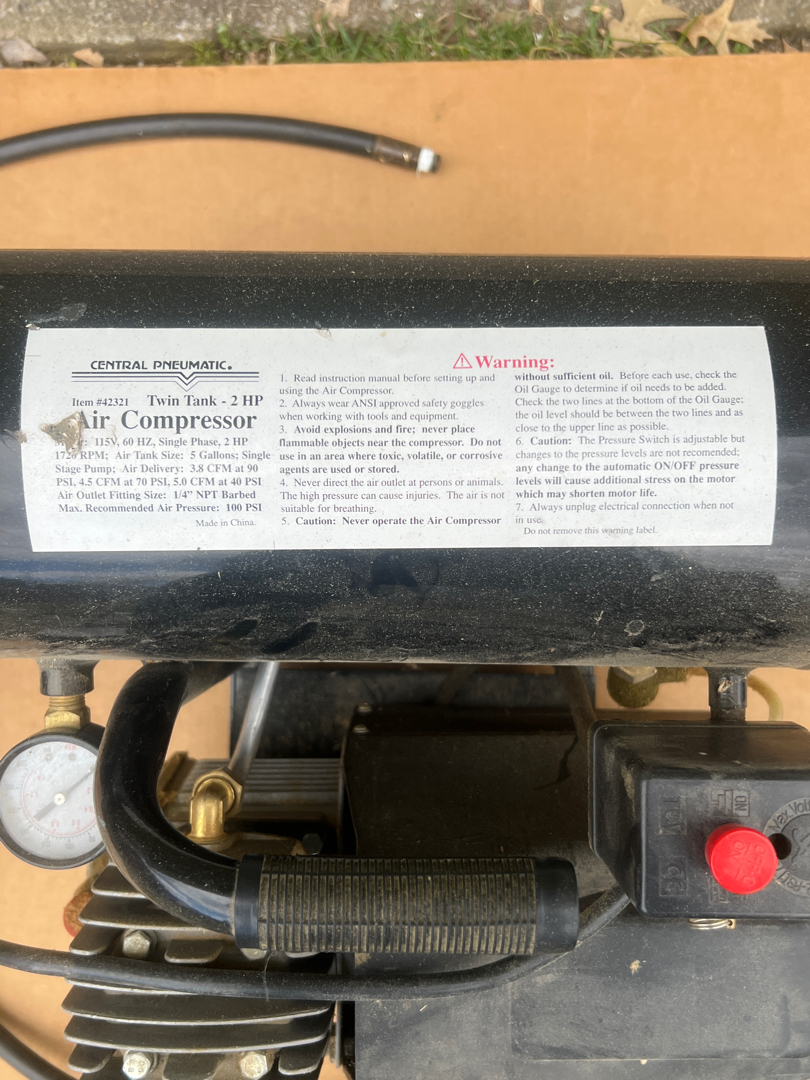 CENTRAL PNEUMATIC.
Item #42321 Twin Tank - 2 HP
Air Compressor
115V, 60 HZ, Single Phase, 2 HP
1720 RPM; Air Tank Size: 5 Gallons; Single
Stage Pump; Air Delivery: 3.8 CFM at 90
PSI, 4.5 CFM at 70 PSI, 5.0 CFM at 40 PSI
Air Outlet Fitting Size: 1/4" NPT Barbed
Max. Recommended Air Pressure: 100 PSI
Made in China.
⚠Warning:
1. Read instruction manual before setting up and
using the Air Compressor.
2. Always wear ANSI approved safety goggles
when working with tools and equipment.
3. Avoid explosions and fire; never place
flammable objects near the compressor. Do not
use in an area where toxic, volatile, or corrosive
agents are used or stored.
4. Never direct the air outlet at persons or animals.
The high pressure can cause injuries. The air is not
suitable for breathing.
5. Caution: Never operate the Air Compressor
without sufficient oil. Before each use, check the
Oil Gauge to determine if oil needs to be added.
Check the two lines at the bottom of the Oil Gauge;
the oil level should be between the two lines and as
close to the upper line as possible.
6. Caution: The Pressure Switch is adjustable but
changes to the pressure levels are not recomended;
any change to the automatic ON/OFF pressure
levels will cause additional stress on the motor
which may shorten motor life.
7. Always unplug electrical connection when not
in use.
Do not remove this warning label.
TUV
ON